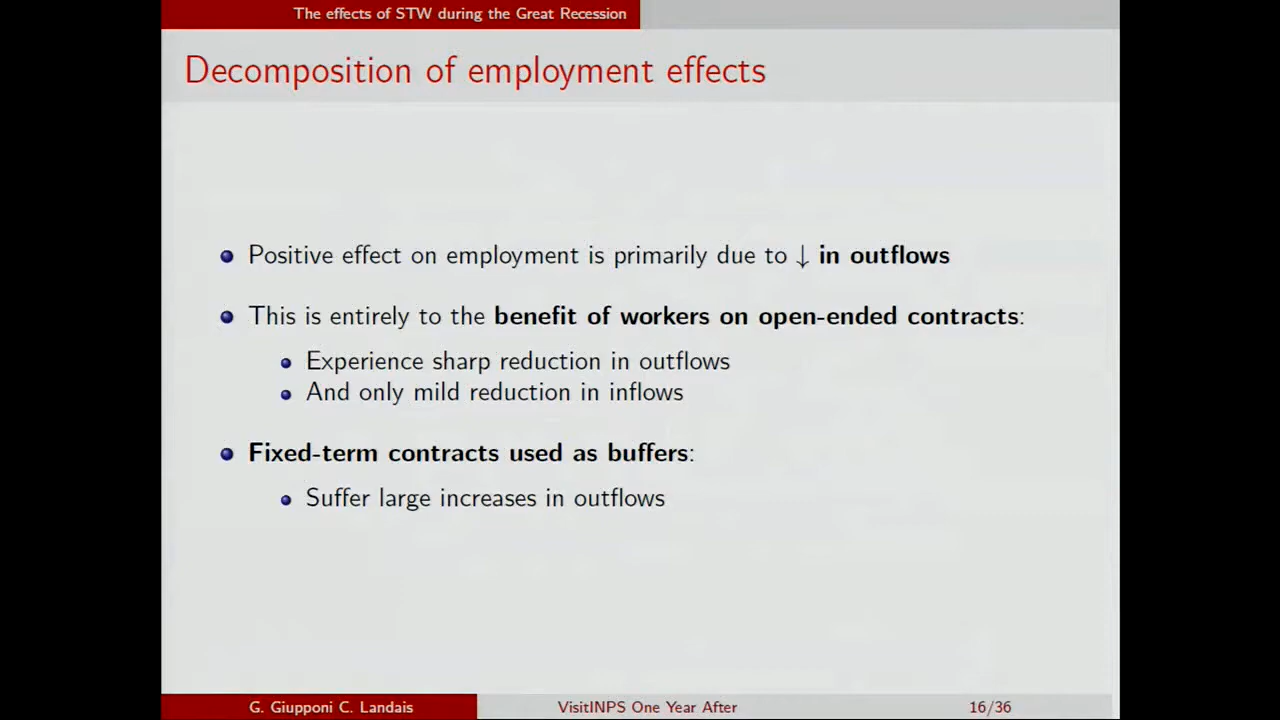 The effects of STW during the Great Recession
Decomposition of employment effects
Positive effect on employment is primarily due to ↓ in outflows
This is entirely to the benefit of workers on open-ended contracts:
Experience sharp reduction in outflows
And only mild reduction in inflows
Fixed-term contracts used as buffers:
Suffer large increases in outflows
G. Giupponi C. Landais
VisitINPS One Year After
16/36